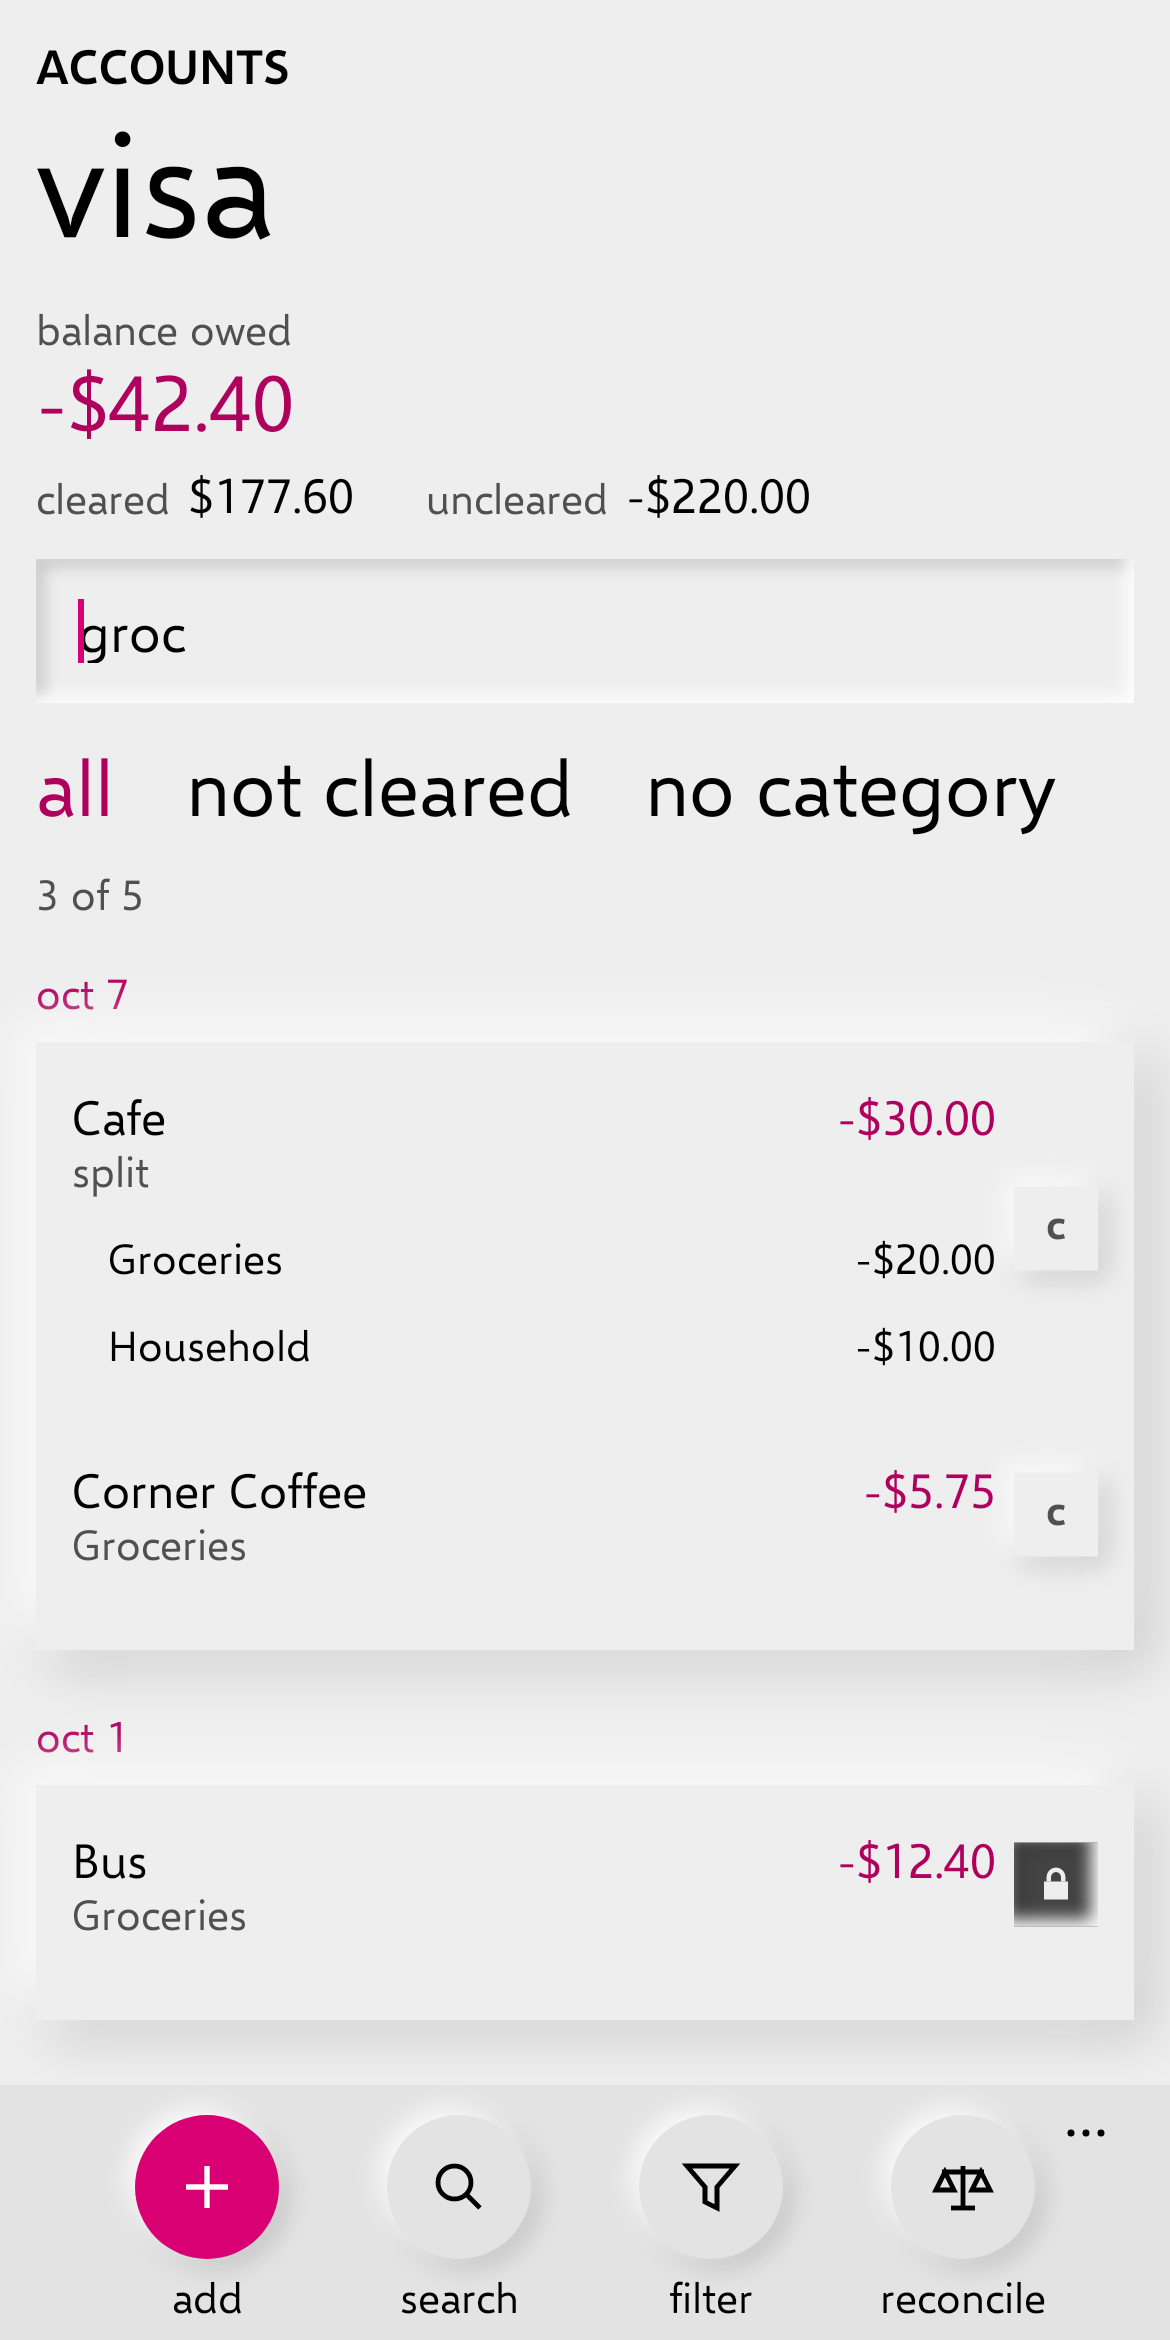 ACCOUNTS
visa
balance owed
-$42.40
cleared $177.60 uncleared -$220.00
groc
all not cleared no category
3 of 5
oct 7
Cafe -$30.00
split
c
Groceries -$20.00
Household -$10.00
Corner Coffee -$5.75
c
Groceries
oct 1
Bus -$12.40
Groceries
add search filter reconcile